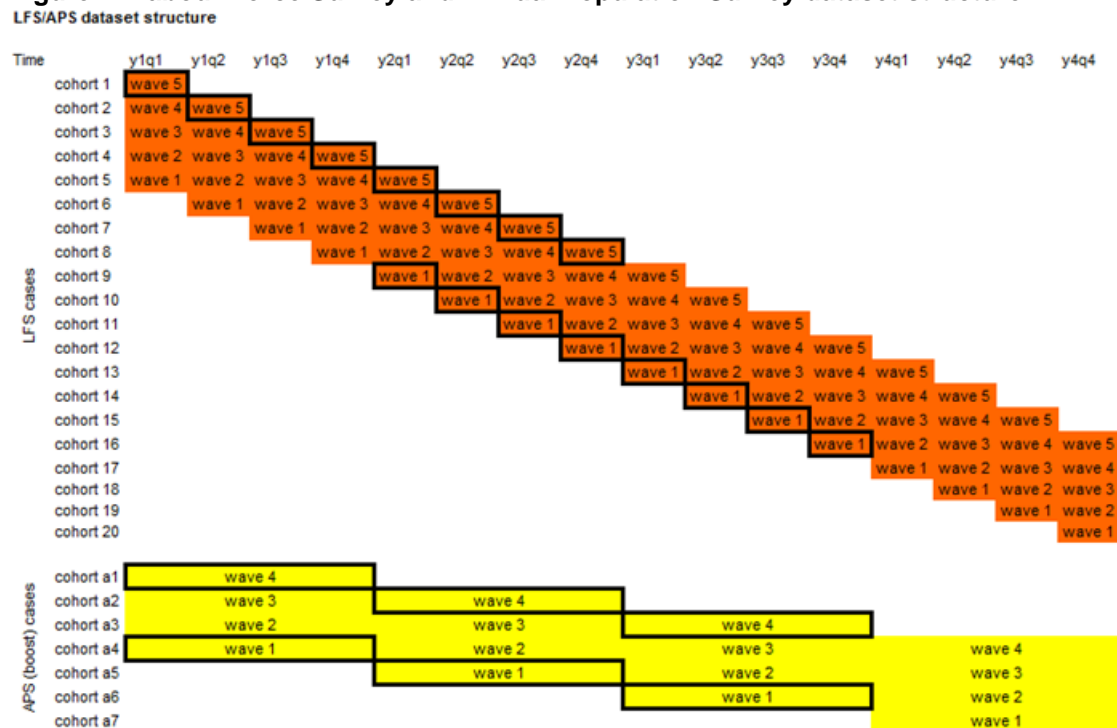 Survey and Survey dataset structure
LFS/APS dataset structure
Time y1q1 y1q2 y1q3 y1q4 y2q1 y2q2 y2q3 y2q4 y3q1 y3q2 y3q3 y3q4 y4q1 y4q2 y4q3 y4q4
LFS cases
cohort 1 wave 5
cohort 2 wave 4 wave 5
cohort 3 wave 3 wave 4 wave 5
cohort 4 wave 2 wave 3 wave 4 wave 5
cohort 5 wave 1 wave 2 wave 3 wave 4 wave 5
cohort 6 wave 1 wave 2 wave 3 wave 4 wave 5
cohort 7 wave 1 wave 2 wave 3 wave 4 wave 5
cohort 8 wave 1 wave 2 wave 3 wave 4 wave 5
cohort 9 wave 1 wave 2 wave 3 wave 4 wave 5
cohort 10 wave 1 wave 2 wave 3 wave 4 wave 5
cohort 11 wave 1 wave 2 wave 3 wave 4 wave 5
cohort 12 wave 1 wave 2 wave 3 wave 4 wave 5
cohort 13 wave 1 wave 2 wave 3 wave 4 wave 5
cohort 14 wave 1 wave 2 wave 3 wave 4 wave 5
cohort 15 wave 1 wave 2 wave 3 wave 4 wave 5
cohort 16 wave 1 wave 2 wave 3 wave 4 wave 5
cohort 17 wave 1 wave 2 wave 3 wave 4
cohort 18 wave 1 wave 2 wave 3
cohort 19 wave 1 wave 2
cohort 20 wave 1
APS (boost) cases
cohort a1 wave 4
cohort a2 wave 3 wave 4
cohort a3 wave 2 wave 3 wave 4
cohort a4 wave 1 wave 2 wave 3 wave 4
cohort a5 wave 1 wave 2 wave 3
cohort a6 wave 1 wave 2
cohort a7 wave 1